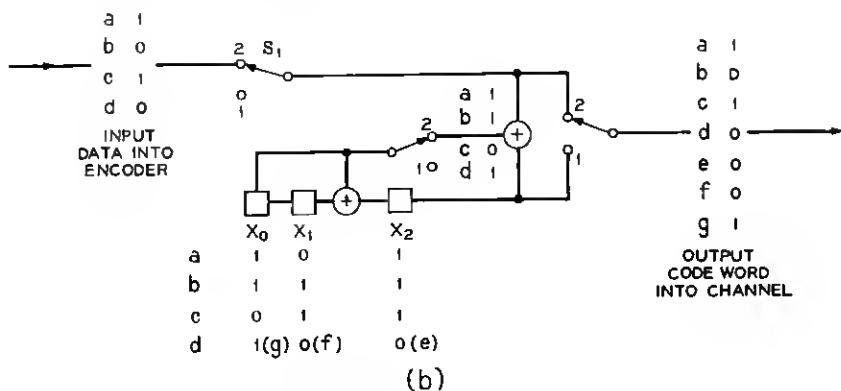 a 1
b 0
c 1
d 0
INPUT
DATA INTO
ENCODER
2 S1
1
a 1
b 1
c 0
d 1
2
1
2
1
X0 X1 X2
a 1 0 1
b 1 1 1
c 0 1 1
d 1(g) 0(f) 0(e)
a 1
b 0
c 1
d 0
e 0
f 0
g 1
OUTPUT
CODE WORD
INTO CHANNEL
(b)